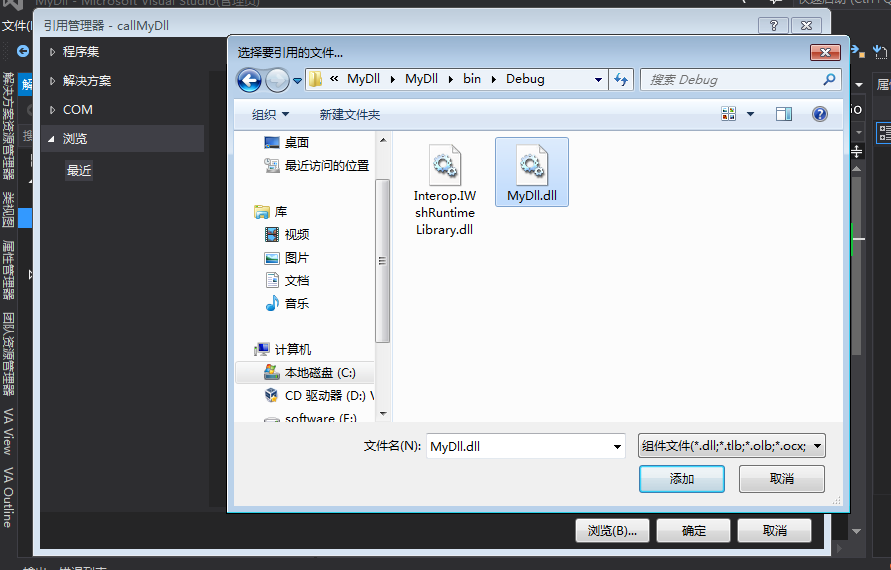 MyDll - Microsoft Visual Studio(管理员)
快速启动 (Ctrl+Q
文件(
引用管理器 - callMyDll
程序集
解决方案
COM
浏览
最近
解决方案资源管理器
类视图
属性管理器
团队资源管理器
VA View
VA Outline
选择要引用的文件...
« MyDll MyDll bin Debug
搜索 Debug
组织
新建文件夹
桌面
最近访问的位置
库
视频
图片
文档
音乐
计算机
本地磁盘 (C:)
CD 驱动器 (D:) V
software (E:)
Interop.IW
shRuntime
Library.dll
MyDll.dll
文件名(N):
MyDll.dll
组件文件(*.dll;*.tlb;*.olb;*.ocx;
添加
取消
浏览(B)...
确定
取消
输出
错误列表